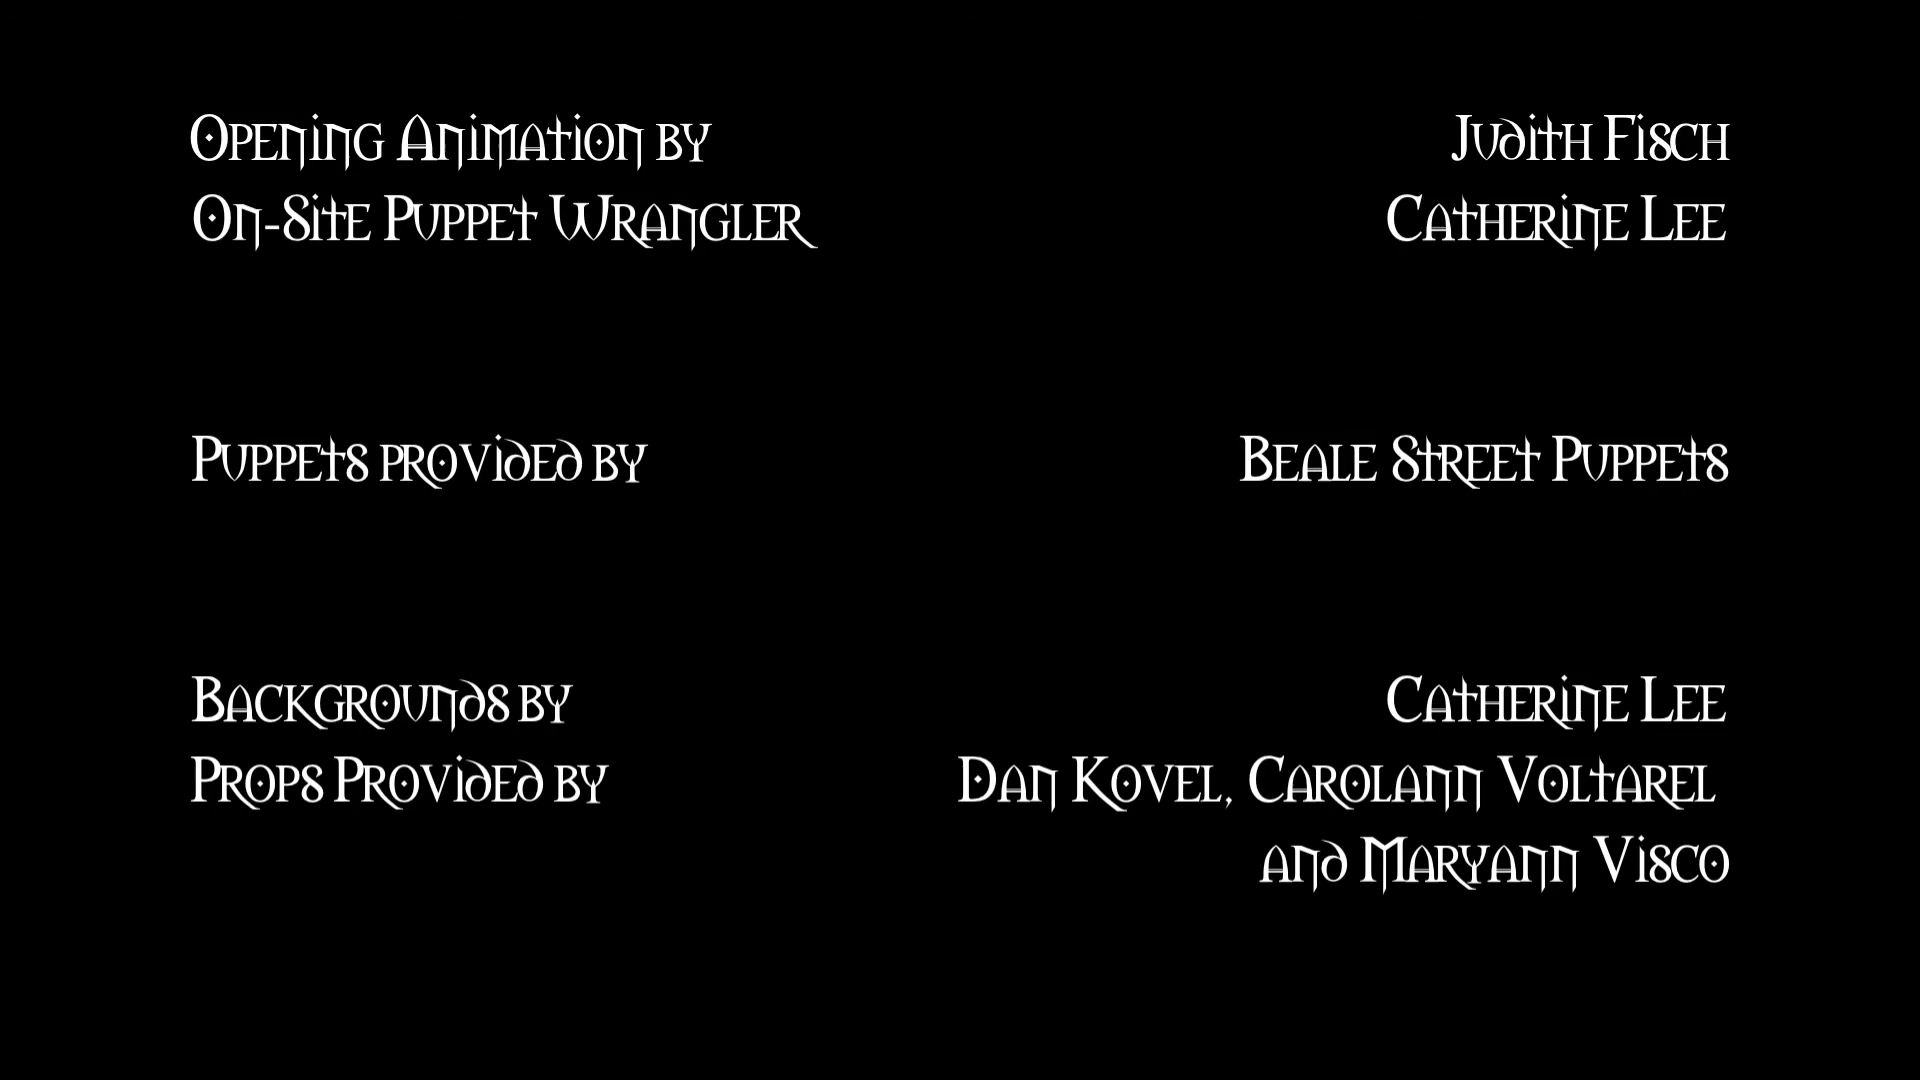 Opening Animation by Judith Fisch
On-Site Puppet Wrangler Catherine Lee
Puppets provided by Beale Street Puppets
Backgrounds by Catherine Lee
Props Provided by Dan Kovel, Carolann Voltarel
and Maryann Visco